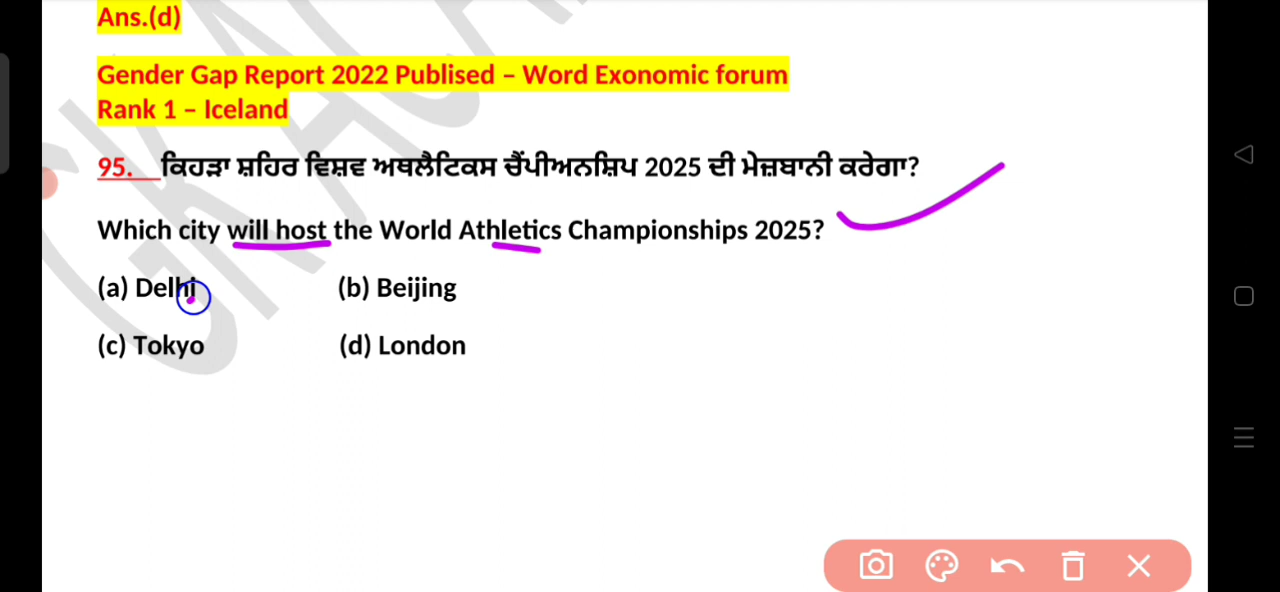 Ans.(d)
Gender Gap Report 2022 Publised – Word Exonomic forum
Rank 1 – Iceland
95. ਕਿਹੜਾ ਸ਼ਹਿਰ ਵਿਸ਼ਵ ਅਥਲੈਟਿਕਸ ਚੈਂਪੀਅਨਸ਼ਿਪ 2025 ਦੀ ਮੇਜ਼ਬਾਨੀ ਕਰੇਗਾ?
Which city will host the World Athletics Championships 2025?
(a) Delhi (b) Beijing
(c) Tokyo (d) London